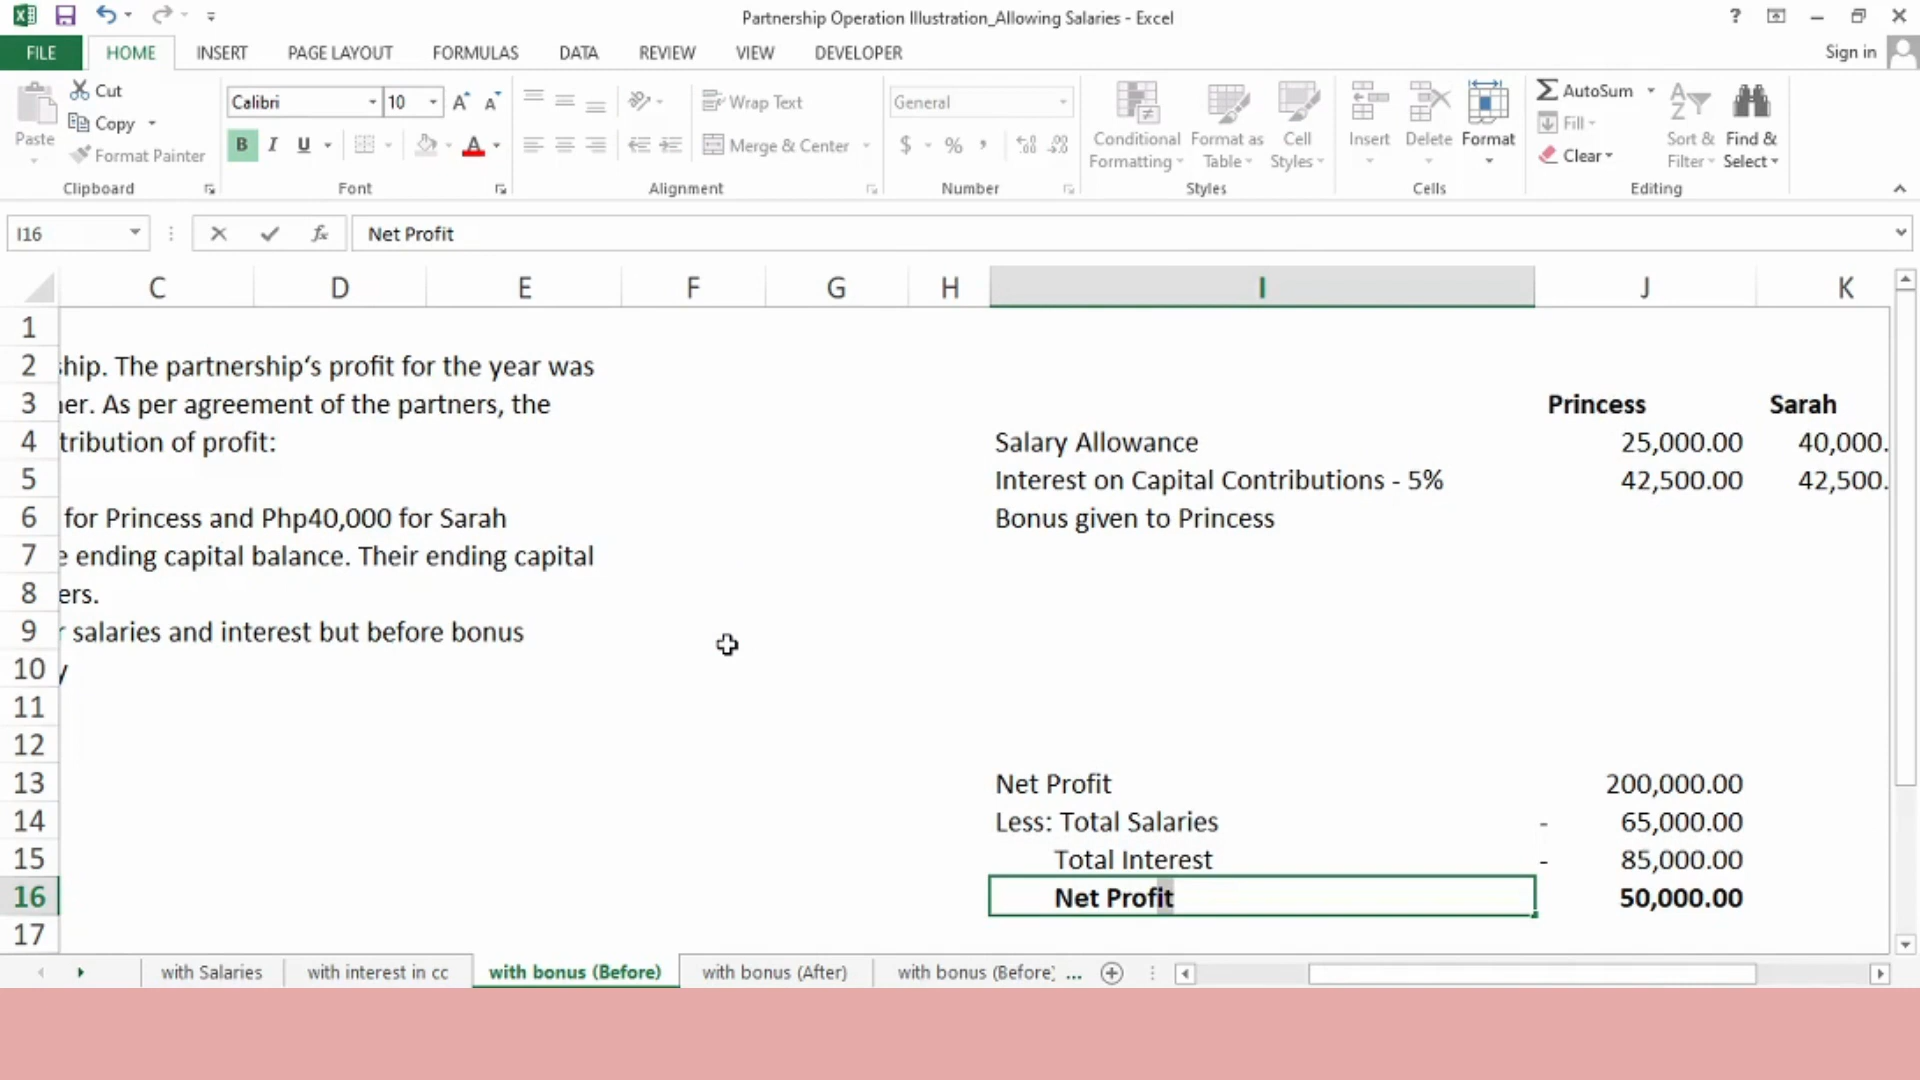 Partnership Operation Illustration_Allowing Salaries - Excel
?
FILE HOME INSERT PAGE LAYOUT FORMULAS DATA REVIEW VIEW DEVELOPER Sign in
Paste
Cut
Copy
Format Painter
Clipboard
Calibri 10
B I U
Font
Wrap Text
Merge & Center
Alignment
General
$ % ,
Number
Conditional Formatting
Format as Table
Cell Styles
Styles
Insert Delete Format
Cells
AutoSum
Fill
Clear
Sort & Filter
Find & Select
Editing
I16 fx Net Profit
C D E F G H I J K
1
2 ship. The partnership's profit for the year was
3 er. As per agreement of the partners, the Princess Sarah
4 tribution of profit: Salary Allowance 25,000.00 40,000.
5 Interest on Capital Contributions - 5% 42,500.00 42,500.
6 for Princess and Php40,000 for Sarah Bonus given to Princess
7 e ending capital balance. Their ending capital
8 ers.
9 r salaries and interest but before bonus
10 y
11
12
13 Net Profit 200,000.00
14 Less: Total Salaries - 65,000.00
15 Total Interest - 85,000.00
16 Net Profit 50,000.00
17
with Salaries with interest in cc with bonus (Before) with bonus (After) with bonus (Before) ...